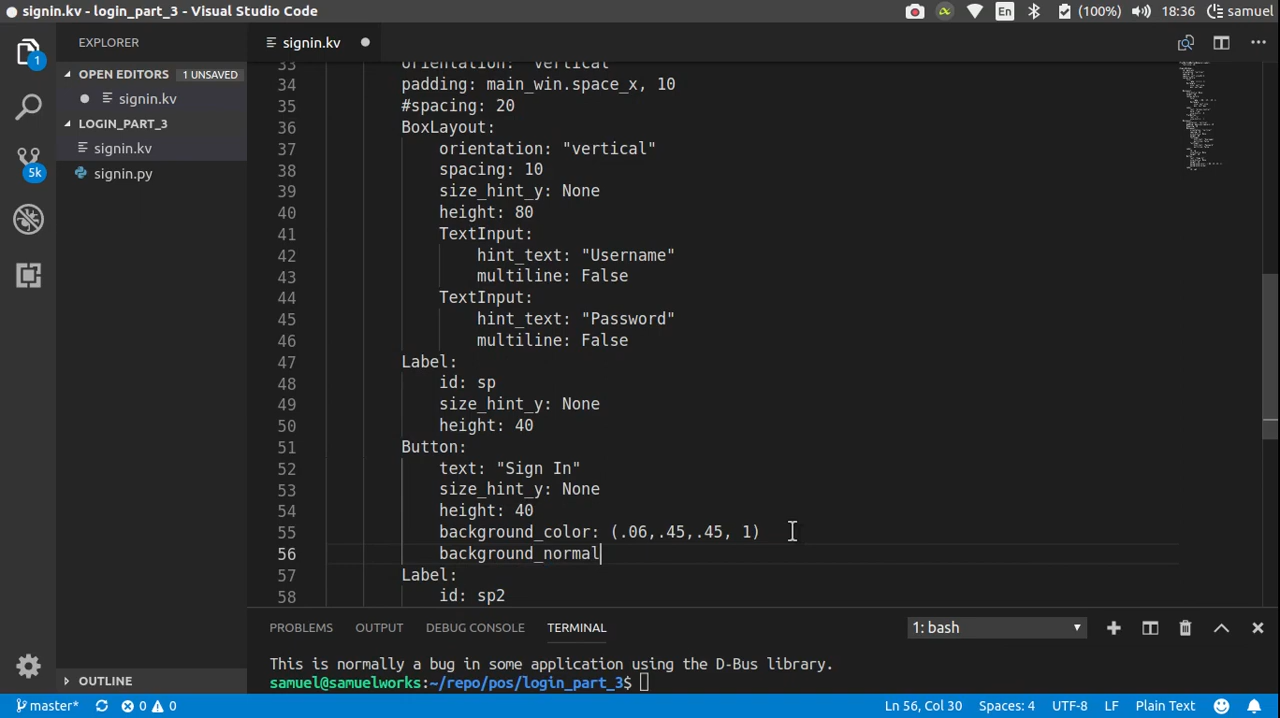 signin.kv - login_part_3 - Visual Studio Code
En
(100%)
18:36
samuel
EXPLORER
signin.kv
OPEN EDITORS
1 UNSAVED
signin.kv
LOGIN_PART_3
signin.kv
signin.py
1
5k
OUTLINE
33 orientation: "vertical"
34 padding: main_win.space_x, 10
35 #spacing: 20
36 BoxLayout:
37 orientation: "vertical"
38 spacing: 10
39 size_hint_y: None
40 height: 80
41 TextInput:
42 hint_text: "Username"
43 multiline: False
44 TextInput:
45 hint_text: "Password"
46 multiline: False
47 Label:
48 id: sp
49 size_hint_y: None
50 height: 40
51 Button:
52 text: "Sign In"
53 size_hint_y: None
54 height: 40
55 background_color: (.06,.45,.45, 1)
56 background_normal
57 Label:
58 id: sp2
PROBLEMS OUTPUT DEBUG CONSOLE TERMINAL
1: bash
This is normally a bug in some application using the D-Bus library.
samuel@samuelworks:~/repo/pos/login_part_3$
master*
0
0
Ln 56, Col 30
Spaces: 4
UTF-8
LF
Plain Text